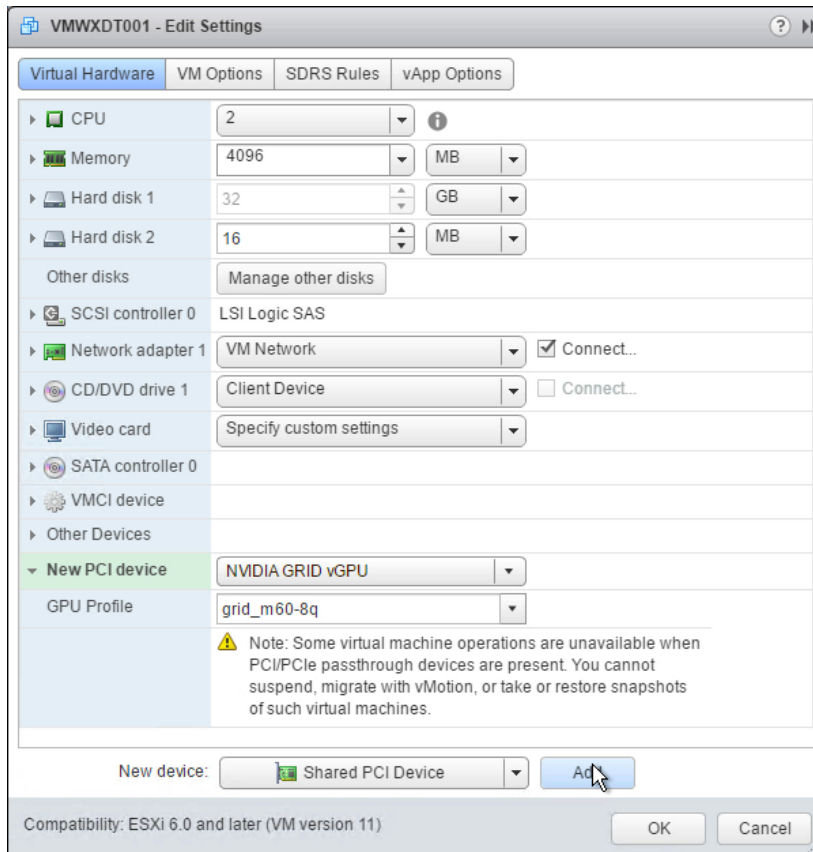 VMWXDT001 - Edit Settings
Virtual Hardware VM Options SDRS Rules vApp Options
CPU 2
Memory 4096 MB
Hard disk 1 32 GB
Hard disk 2 16 MB
Other disks Manage other disks
SCSI controller 0 LSI Logic SAS
Network adapter 1 VM Network Connect...
CD/DVD drive 1 Client Device Connect...
Video card Specify custom settings
SATA controller 0
VMCI device
Other Devices
New PCI device NVIDIA GRID vGPU
GPU Profile grid_m60-8q
Note: Some virtual machine operations are unavailable when
PCI/PCIe passthrough devices are present. You cannot
suspend, migrate with vMotion, or take or restore snapshots
of such virtual machines.
New device: Shared PCI Device Add
Compatibility: ESXi 6.0 and later (VM version 11) OK Cancel